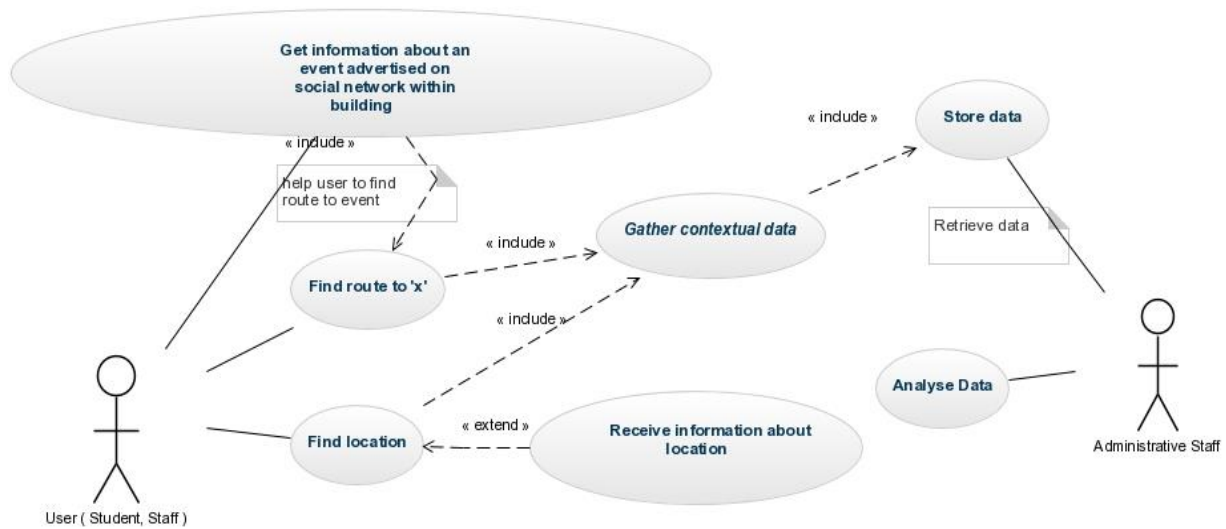 Get information about an
event advertised on
social network within
building
« include »
help user to find
route to event
« include »
Store data
Gather contextual data
Retrieve data
« include »
Find route to 'x'
« include »
Analyse Data
Find location
« extend »
Receive information about
location
Administrative Staff
User ( Student, Staff )